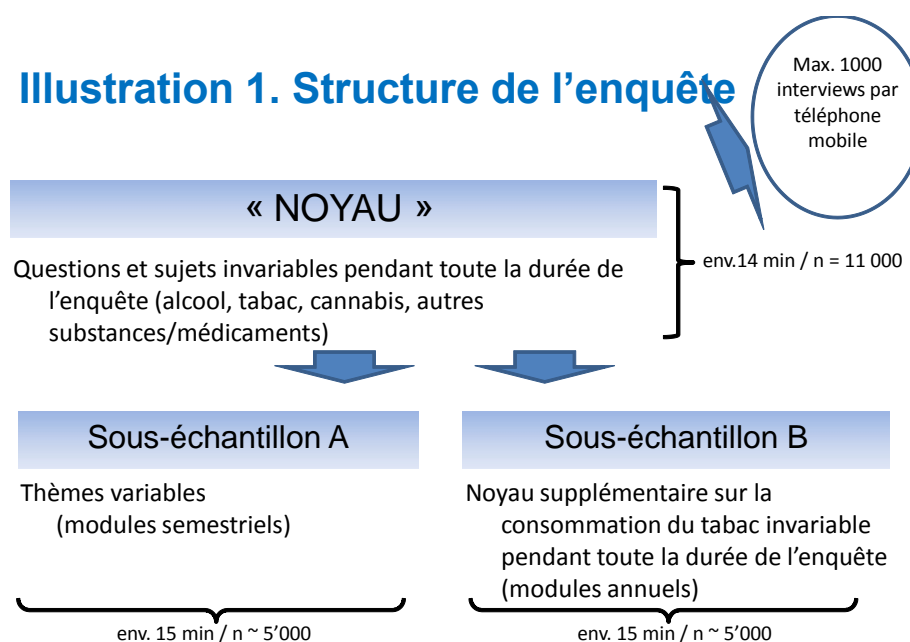 Illustration 1. Structure de l’enquête
Max. 1000
interviews par
téléphone
mobile
« NOYAU »
Questions et sujets invariables pendant toute la durée de
l’enquête (alcool, tabac, cannabis, autres
substances/médicaments)
env.14 min / n = 11 000
Sous-échantillon A
Thèmes variables
(modules semestriels)
env. 15 min / n ~ 5’000
Sous-échantillon B
Noyau supplémentaire sur la
consommation du tabac invariable
pendant toute la durée de l’enquête
(modules annuels)
env. 15 min / n ~ 5’000